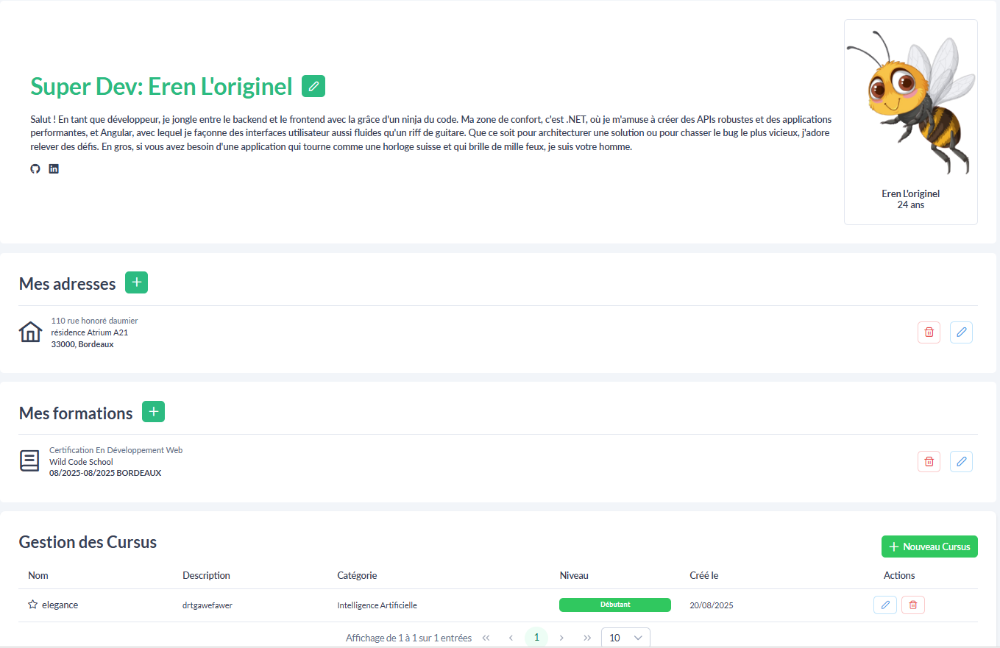 Super Dev: Eren L'originel
Salut ! En tant que développeur, je jongle entre le backend et le frontend avec la grâce d'un ninja du code. Ma zone de confort, c'est .NET, où je m'amuse à créer des APIs robustes et des applications
performantes, et Angular, avec lequel je façonne des interfaces utilisateur aussi fluides qu'un riff de guitare. Que ce soit pour architecturer une solution ou pour chasser le bug le plus vicieux, j'adore
relever des défis. En gros, si vous avez besoin d'une application qui tourne comme une horloge suisse et qui brille de mille feux, je suis votre homme.
Eren L'originel
24 ans
Mes adresses
110 rue honoré daumier
résidence Atrium A21
33000, Bordeaux
Mes formations
Certification En Développement Web
Wild Code School
08/2025-08/2025 BORDEAUX
Gestion des Cursus
Nouveau Cursus
Nom Description Catégorie Niveau Créé le Actions
elegance drtgawefawer Intelligence Artificielle Débutant 20/08/2025
Affichage de 1 à 1 sur 1 entrées « ‹ 1 › » 10